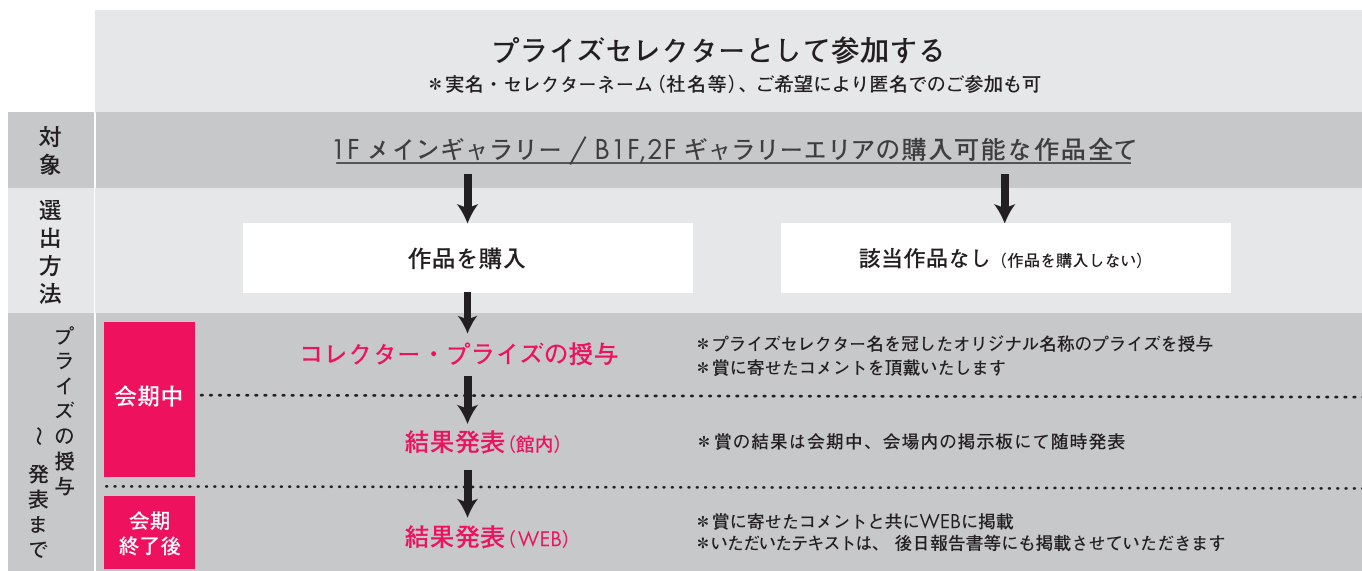 プライズセレクターとして参加する
＊実名・セレクターネーム（社名等）、ご希望により匿名でのご参加も可
対象
1F メインギャラリー / B1F,2F ギャラリーエリアの購入可能な作品全て
選出方法
作品を購入
該当作品なし（作品を購入しない）
プライズの授与
～発表まで
会期中
コレクター・プライズの授与
＊プライズセレクター名を冠したオリジナル名称のプライズを授与
＊賞に寄せたコメントを頂戴いたします
結果発表（館内）
＊賞の結果は会期中、会場内の掲示板にて随時発表
会期
終了後
結果発表（WEB）
＊賞に寄せたコメントと共にWEBに掲載
＊いただいたテキストは、 後日報告書等にも掲載させていただきます